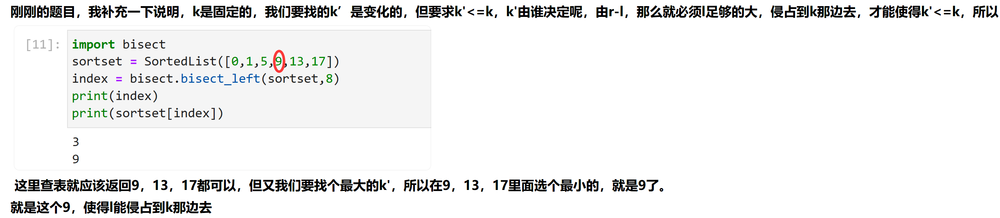 刚刚的题目，我补充一下说明，k是固定的，我们要找的k’ 是变化的，但要求k'<=k，k'由谁决定呢，由r-l，那么就必须l足够的大，侵占到k那边去，才能使得k'<=k，所以
[11]: import bisect
sortset = SortedList([0,1,5,9,13,17])
index = bisect.bisect_left(sortset,8)
print(index)
print(sortset[index])
3
9
这里查表就应该返回9，13，17都可以，但又我们要找个最大的k'，所以在9，13，17里面选个最小的，就是9了。
就是这个9，使得l能侵占到k那边去